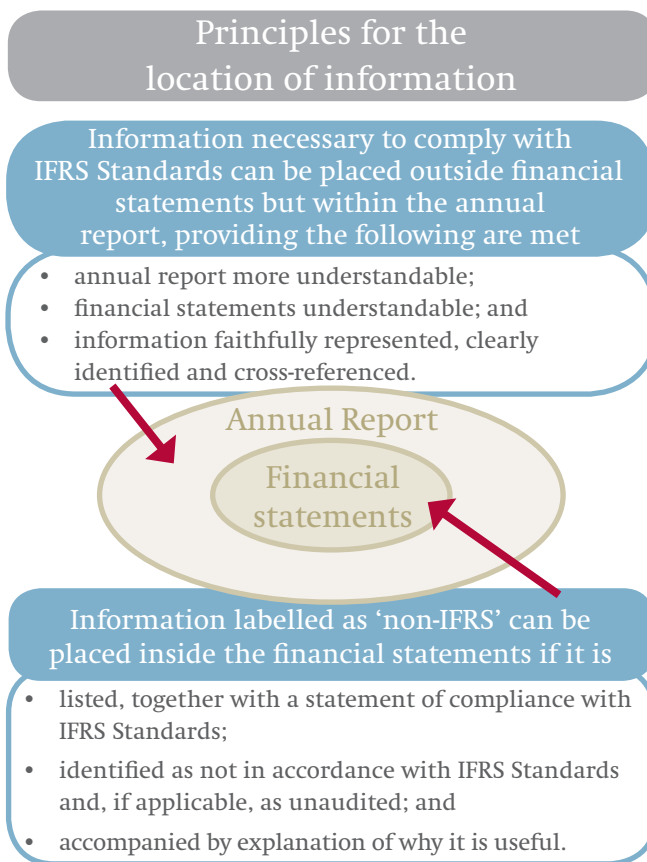 Principles for the
location of information
Information necessary to comply with
IFRS Standards can be placed outside financial
statements but within the annual
report, providing the following are met
• annual report more understandable;
• financial statements understandable; and
• information faithfully represented, clearly
identified and cross-referenced.
Annual Report
Financial
statements
Information labelled as ‘non-IFRS’ can be
placed inside the financial statements if it is
• listed, together with a statement of compliance with
IFRS Standards;
• identified as not in accordance with IFRS Standards
and, if applicable, as unaudited; and
• accompanied by explanation of why it is useful.